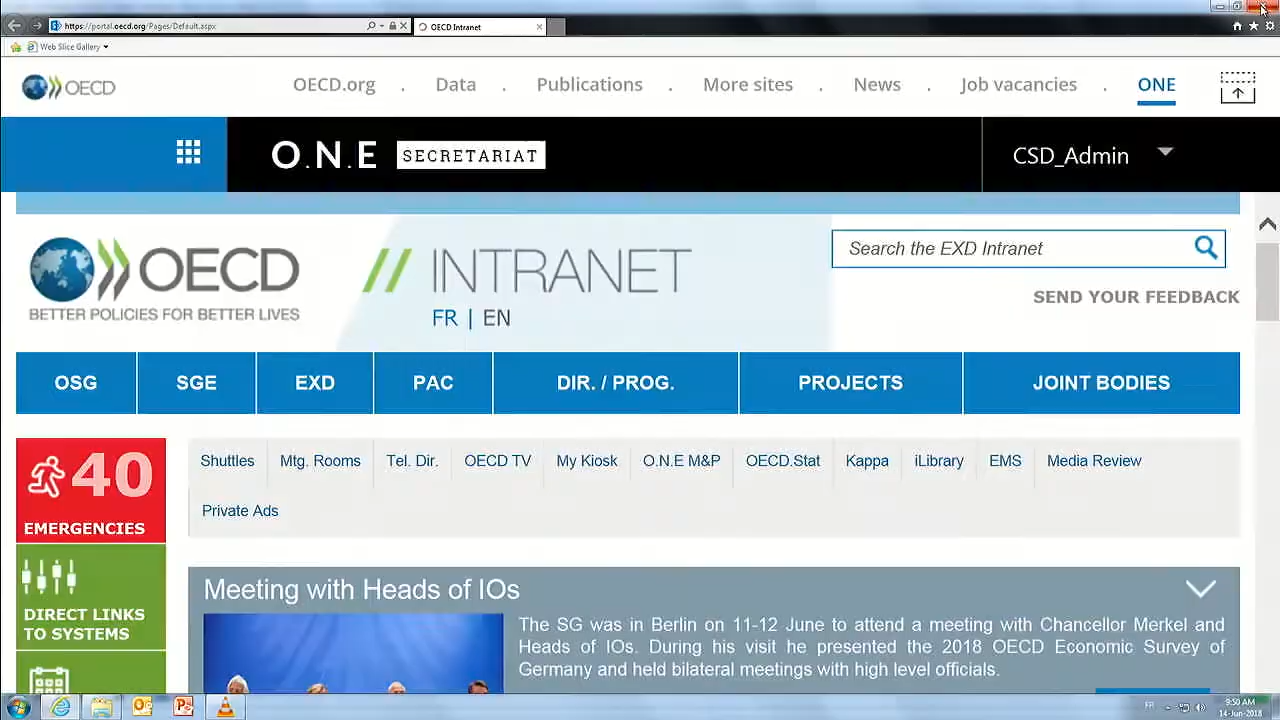 https://portal.oecd.org/Pages/Default.aspx
OECD Intranet
Web Slice Gallery
OECD
OECD.org . Data . Publications . More sites . News . Job vacancies . ONE
O.N.E SECRETARIAT
CSD_Admin
OECD
BETTER POLICIES FOR BETTER LIVES
// INTRANET
FR | EN
Search the EXD Intranet
SEND YOUR FEEDBACK
OSG SGE EXD PAC DIR. / PROG. PROJECTS JOINT BODIES
40
EMERGENCIES
DIRECT LINKS
TO SYSTEMS
Shuttles Mtg. Rooms Tel. Dir. OECD TV My Kiosk O.N.E M&P OECD.Stat Kappa iLibrary EMS Media Review
Private Ads
Meeting with Heads of IOs
The SG was in Berlin on 11-12 June to attend a meeting with Chancellor Merkel and
Heads of IOs. During his visit he presented the 2018 OECD Economic Survey of
Germany and held bilateral meetings with high level officials.
FR
9:50 AM
14-Jun-2018